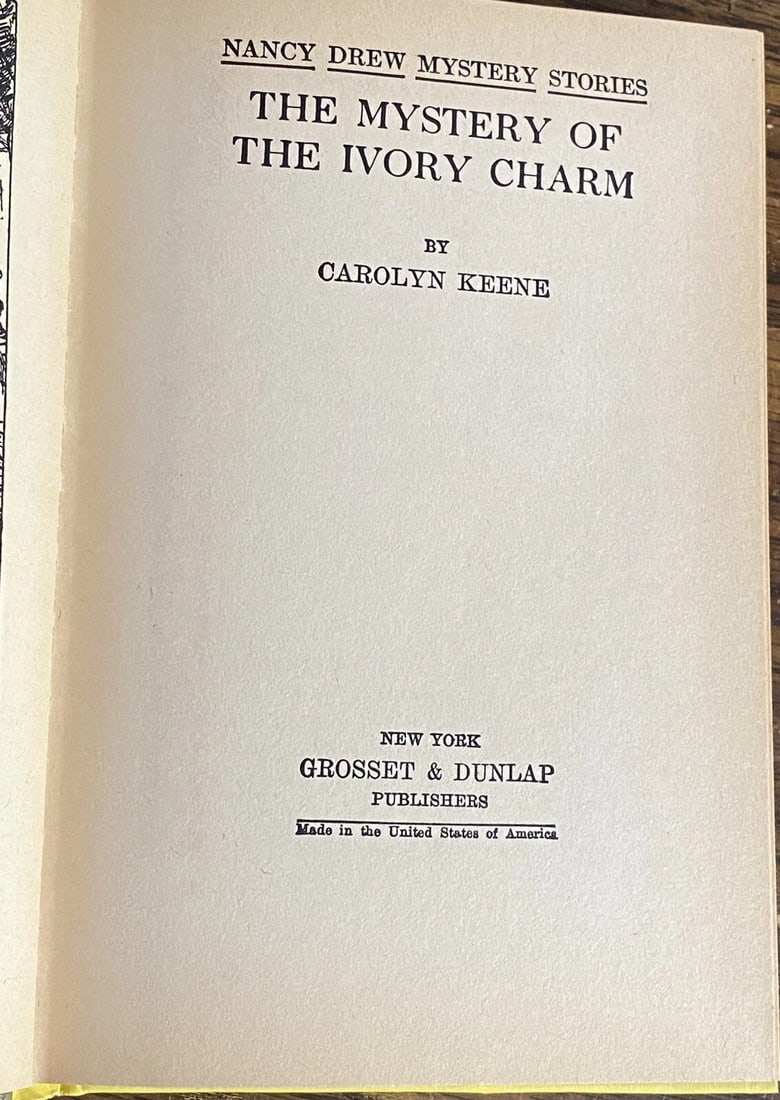 NANCY DREW MYSTERY STORIES
THE MYSTERY OF
THE IVORY CHARM
BY
CAROLYN KEENE
NEW YORK
GROSSET & DUNLAP
PUBLISHERS
Made in the United States of America